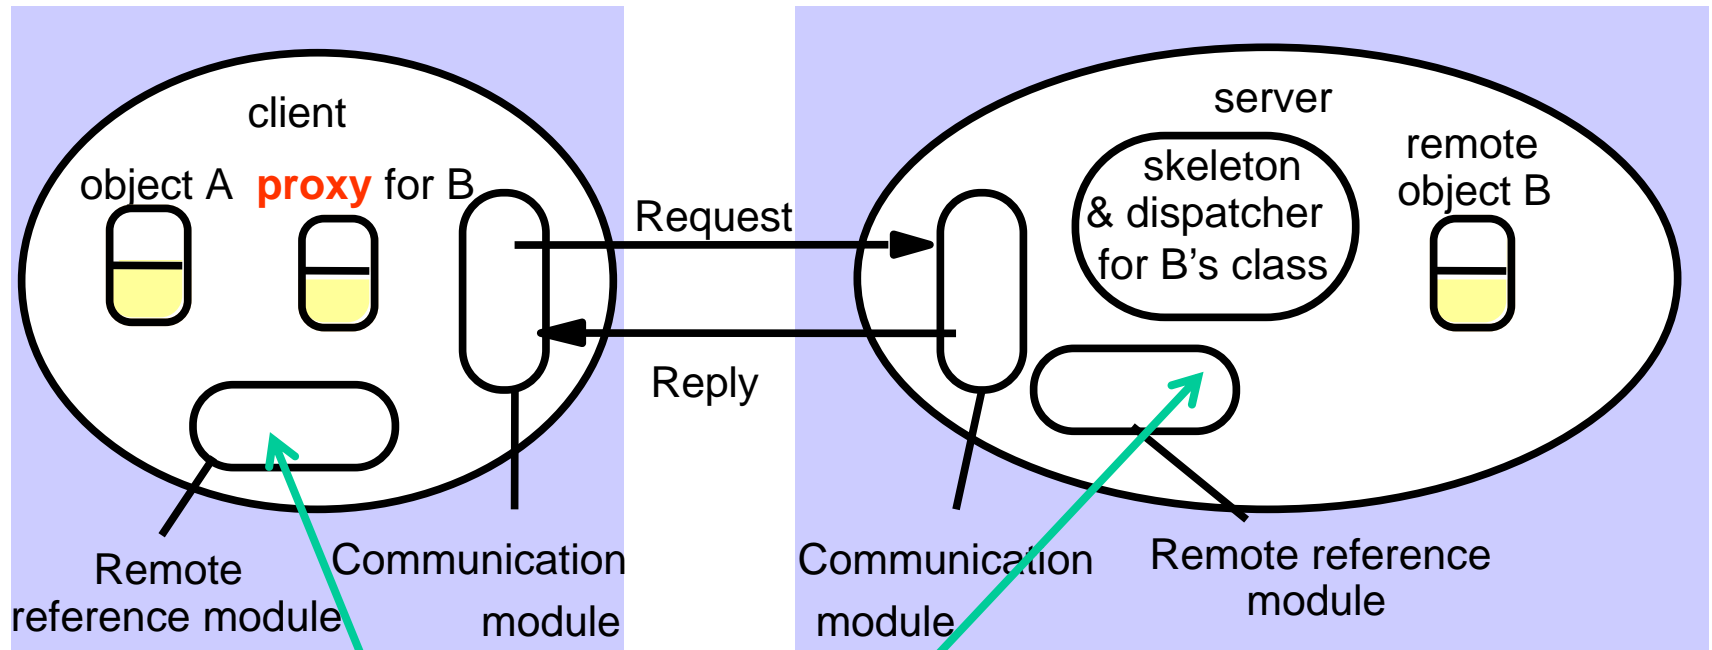 client
object A proxy for B
Remote
reference module
Communication
module
Request
Reply
server
skeleton
& dispatcher
for B's class
remote
object B
Communication
module
Remote reference
module